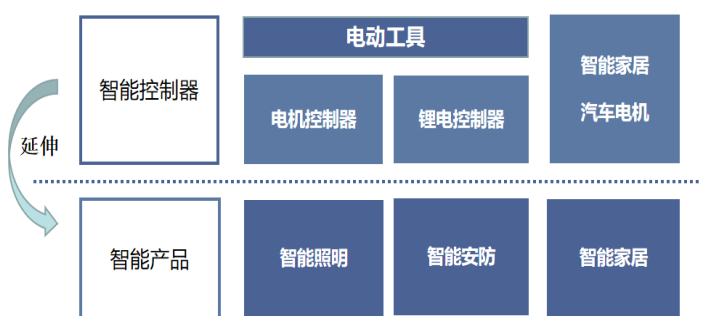 电动工具
智能控制器
电机控制器
锂电控制器
智能家居
汽车电机
延伸
智能产品
智能照明
智能安防
智能家居